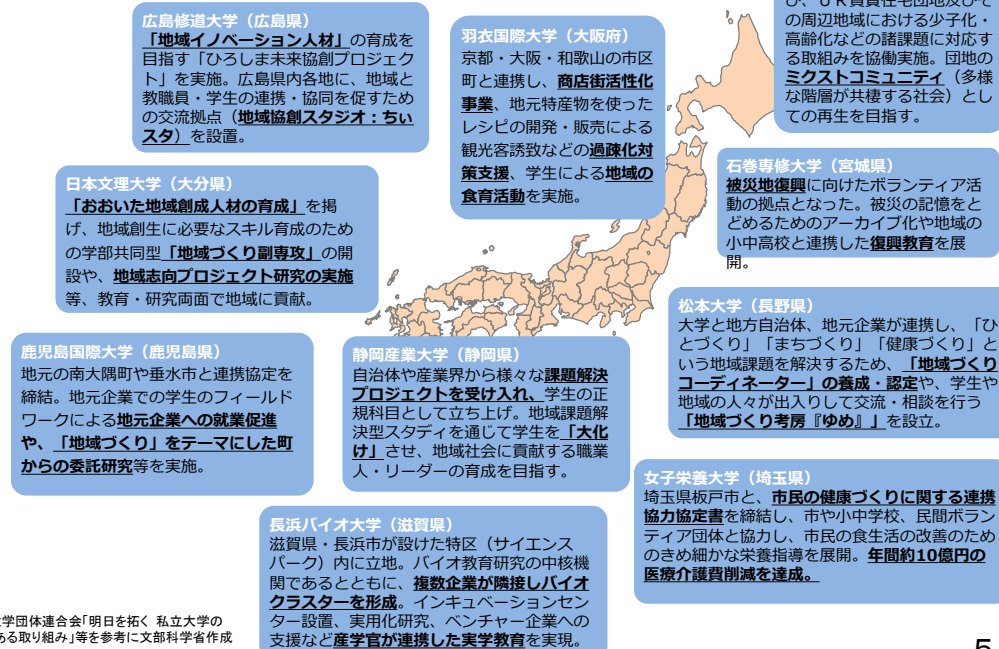 広島修道大学（広島県）
「地域イノベーション人材」の育成を
目指す「ひろしま未来協創プロジェク
ト」を実施。広島県内各地に、地域と
教職員・学生の連携・協同を促すため
の交流拠点（地域協創スタジオ：ちぃ
スタ）を設置。
羽衣国際大学（大阪府）
京都・大阪・和歌山の市区
町と連携し、商店街活性化
事業、地元特産物を使った
レシピの開発・販売による
観光客誘致などの過疎化対
策支援、学生による地域の
食育活動を実施。
び、ＵＲ賃貸住宅団地及びそ
の周辺地域における少子化・
高齢化などの諸課題に対応す
る取組みを協働実施。団地の
ミクストコミュニティ（多様
な階層が共棲する社会）とし
ての再生を目指す。
日本文理大学（大分県）
「おおいた地域創成人材の育成」を掲
げ、地域創生に必要なスキル育成のため
の学部共同型「地域づくり副専攻」の開
設や、地域志向プロジェクト研究の実施
等、教育・研究両面で地域に貢献。
石巻専修大学（宮城県）
被災地復興に向けたボランティア活
動の拠点となった。被災の記憶をと
どめるためのアーカイブ化や地域の
小中高校と連携した復興教育を展
開。
松本大学（長野県）
大学と地方自治体、地元企業が連携し、「ひ
とづくり」「まちづくり」「健康づくり」と
いう地域課題を解決するため、「地域づくり
コーディネーター」の養成・認定や、学生や
地域の人々が出入りして交流・相談を行う
「地域づくり考房『ゆめ』」を設立。
鹿児島国際大学（鹿児島県）
地元の南大隅町や垂水市と連携協定を
締結。地元企業での学生のフィールド
ワークによる地元企業への就業促進
や、「地域づくり」をテーマにした町
からの委託研究等を実施。
静岡産業大学（静岡県）
自治体や産業界から様々な課題解決
プロジェクトを受け入れ、学生の正
規科目として立ち上げ。地域課題解
決型スタディを通じて学生を「大化
け」させ、地域社会に貢献する職業
人・リーダーの育成を目指す。
女子栄養大学（埼玉県）
埼玉県坂戸市と、市民の健康づくりに関する連携
協力協定書を締結し、市や小中学校、民間ボラン
ティア団体と協力し、市民の食生活の改善のため
のきめ細かな栄養指導を展開。年間約10億円の
医療介護費削減を達成。
長浜バイオ大学（滋賀県）
滋賀県・長浜市が設けた特区（サイエンス
パーク）内に立地。バイオ教育研究の中核機
関であるとともに、複数企業が隣接しバイオ
クラスターを形成。インキュベーションセン
ター設置、実用化研究、ベンチャー企業への
支援など産学官が連携した実学教育を実現。
学団体連合会「明日を拓く 私立大学の
ある取り組み」等を参考に文部科学省作成
5